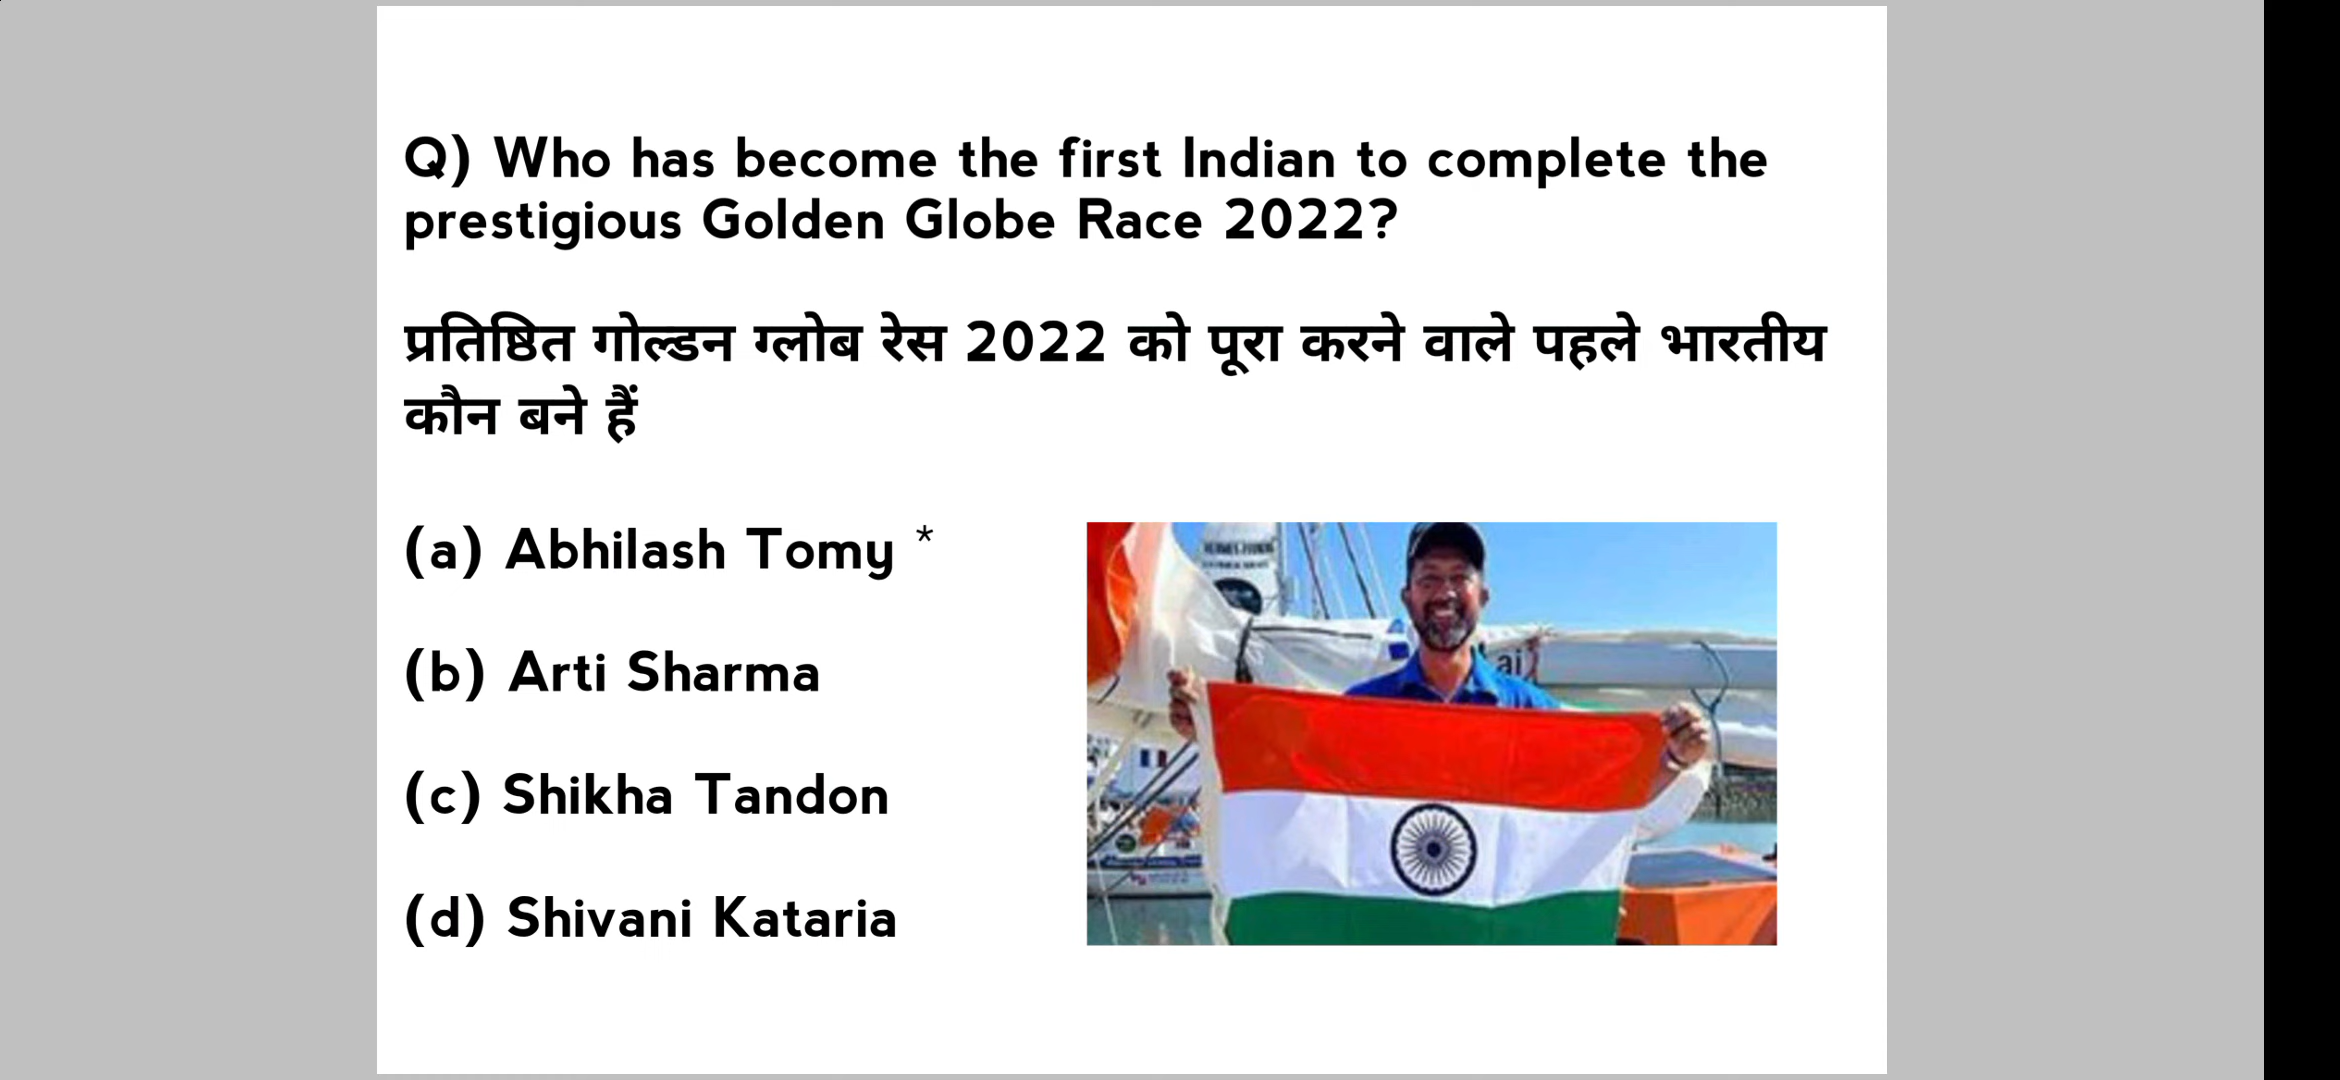 Q) Who has become the first Indian to complete the
prestigious Golden Globe Race 2022?
प्रतिष्ठित गोल्डन ग्लोब रेस 2022 को पूरा करने वाले पहले भारतीय
कौन बने हैं
(a) Abhilash Tomy *
(b) Arti Sharma
(c) Shikha Tandon
(d) Shivani Kataria
ai